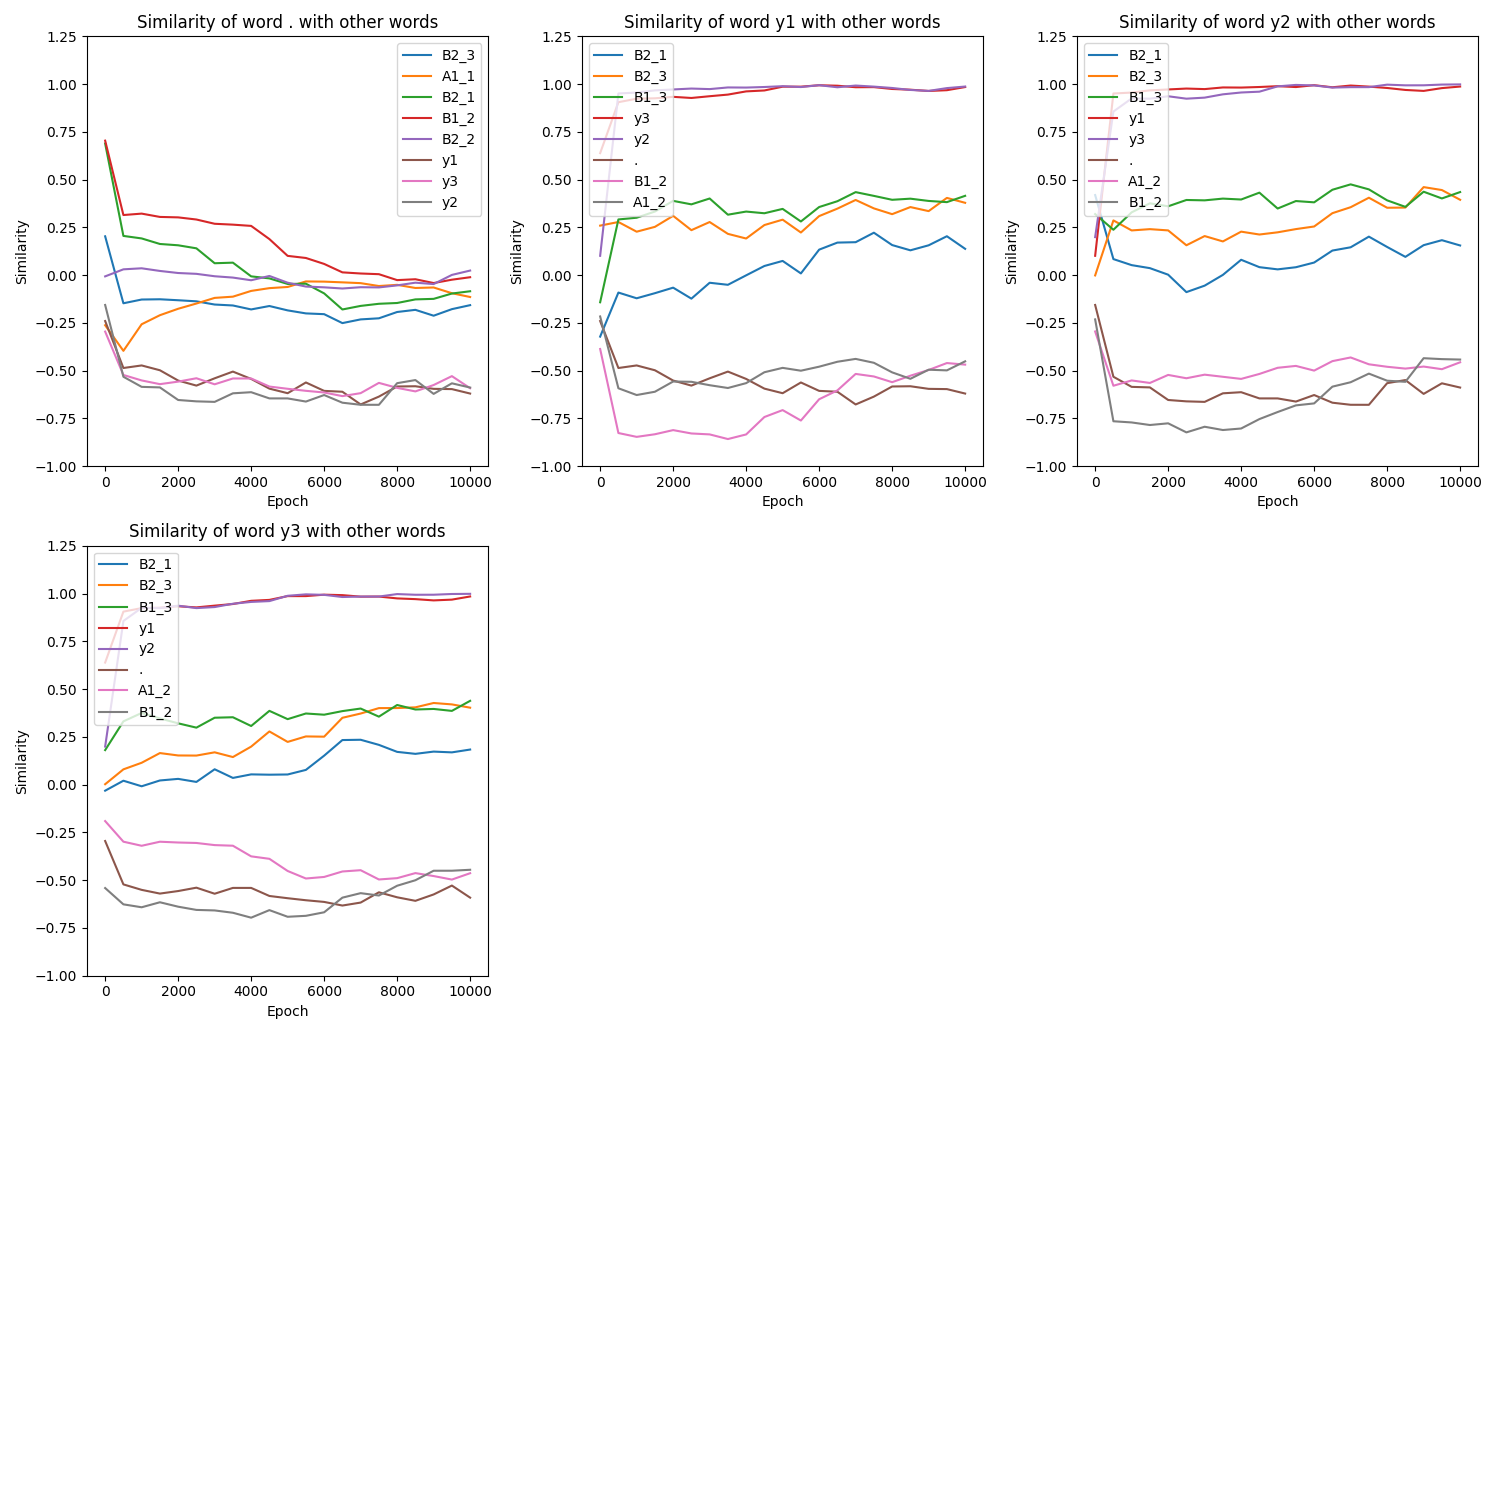 Similarity of word . with other words
1.25
1.00
0.75
0.50
0.25
0.00
−0.25
−0.50
−0.75
−1.00
Similarity
0 2000 4000 6000 8000 10000
Epoch
B2_3
A1_1
B2_1
B1_2
B2_2
y1
y3
y2
Similarity of word y1 with other words
1.25
1.00
0.75
0.50
0.25
0.00
−0.25
−0.50
−0.75
−1.00
Similarity
0 2000 4000 6000 8000 10000
Epoch
B2_1
B2_3
B1_3
y3
y2
.
B1_2
A1_2
Similarity of word y2 with other words
1.25
1.00
0.75
0.50
0.25
0.00
−0.25
−0.50
−0.75
−1.00
Similarity
0 2000 4000 6000 8000 10000
Epoch
B2_1
B2_3
B1_3
y1
y3
.
A1_2
B1_2
Similarity of word y3 with other words
1.25
1.00
0.75
0.50
0.25
0.00
−0.25
−0.50
−0.75
−1.00
Similarity
0 2000 4000 6000 8000 10000
Epoch
B2_1
B2_3
B1_3
y1
y2
.
A1_2
B1_2